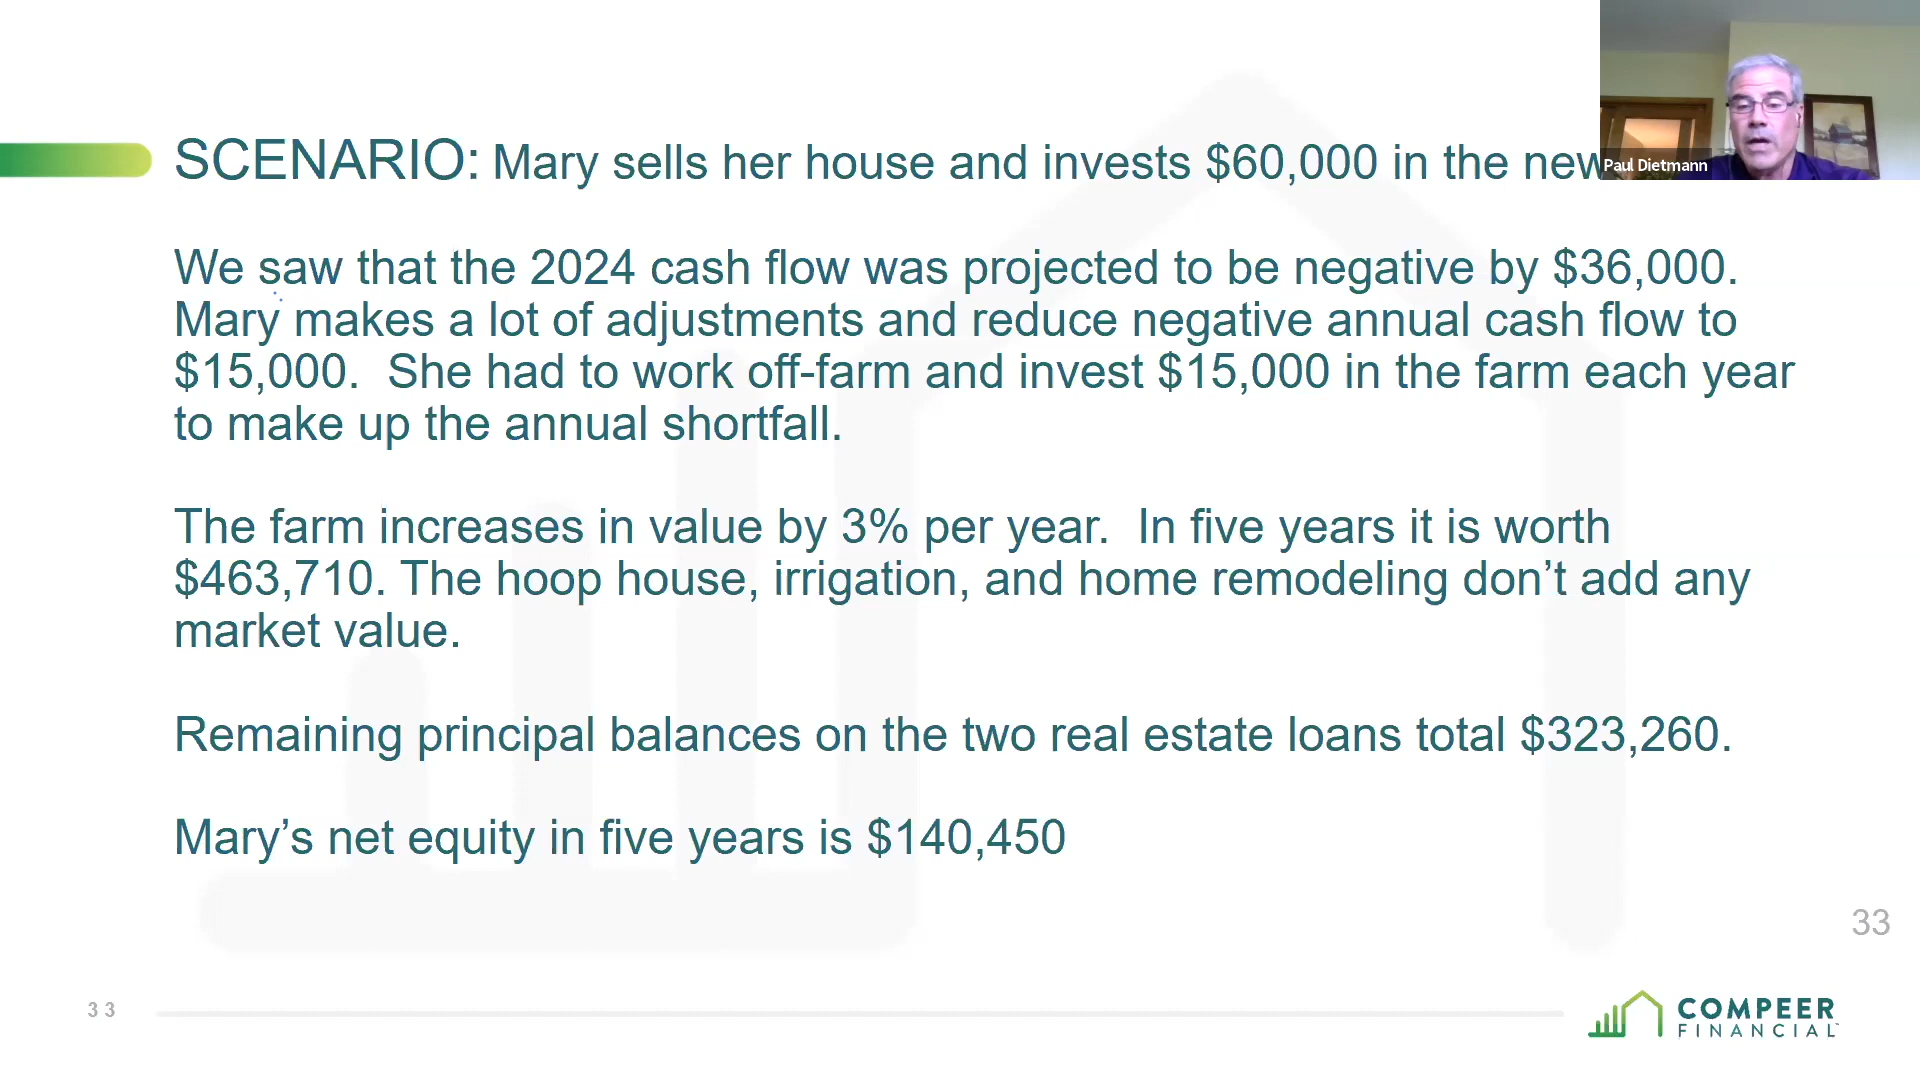 SCENARIO: Mary sells her house and invests $60,000 in the new
Paul Dietmann
We saw that the 2024 cash flow was projected to be negative by $36,000.
Mary makes a lot of adjustments and reduce negative annual cash flow to
$15,000.  She had to work off-farm and invest $15,000 in the farm each year
to make up the annual shortfall.
The farm increases in value by 3% per year.  In five years it is worth
$463,710. The hoop house, irrigation, and home remodeling don’t add any
market value.
Remaining principal balances on the two real estate loans total $323,260.
Mary’s net equity in five years is $140,450
33
33
COMPEER
FINANCIAL™